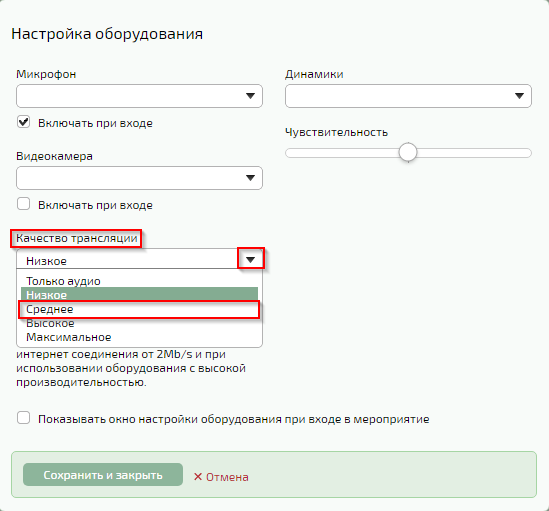 Настройка оборудования
Микрофон
Динамики
Включать при входе
Чувствительность
Видеокамера
Включать при входе
Качество трансляции
Низкое
Только аудио
Низкое
Среднее
Высокое
Максимальное
интернет соединения от 2Mb/s и при
использовании оборудования с высокой
производительностью.
Показывать окно настройки оборудования при входе в мероприятие
Сохранить и закрыть
× Отмена